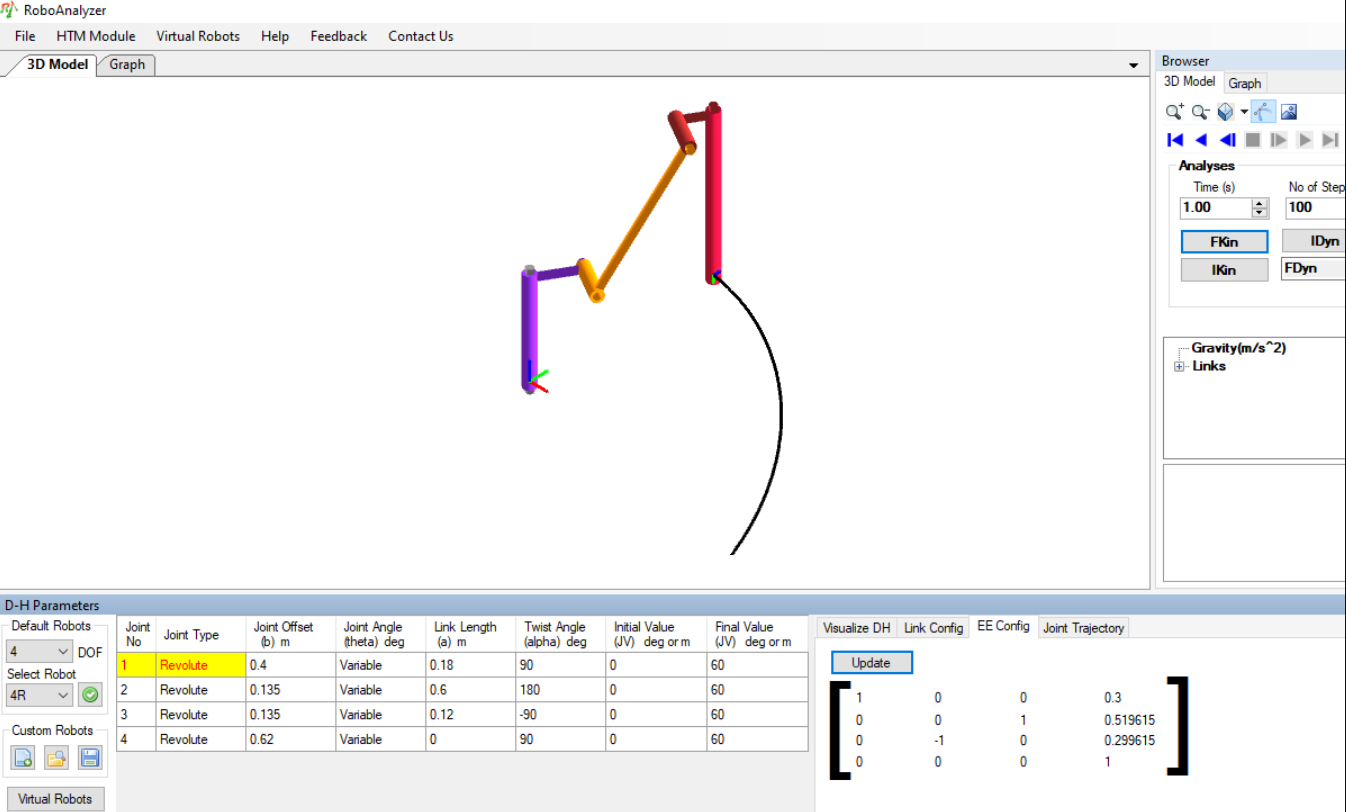 RoboAnalyzer
File HTM Module Virtual Robots Help Feedback Contact Us
3D Model Graph
Browser
3D Model Graph
Analyses
Time (s) No of Step
1.00 100
FKin IDyn
IKin FDyn
Gravity(m/s^2)
Links
D-H Parameters
Default Robots
4 DOF
Select Robot
4R
Custom Robots
Virtual Robots
Joint No Joint Type Joint Offset (b) m Joint Angle (theta) deg Link Length (a) m Twist Angle (alpha) deg Initial Value (JV) deg or m Final Value (JV) deg or m
1 Revolute 0.4 Variable 0.18 90 0 60
2 Revolute 0.135 Variable 0.6 180 0 60
3 Revolute 0.135 Variable 0.12 -90 0 60
4 Revolute 0.62 Variable 0 90 0 60
Visualize DH Link Config EE Config Joint Trajectory
Update
1 0 0 0.3
0 0 1 0.519615
0 -1 0 0.299615
0 0 0 1